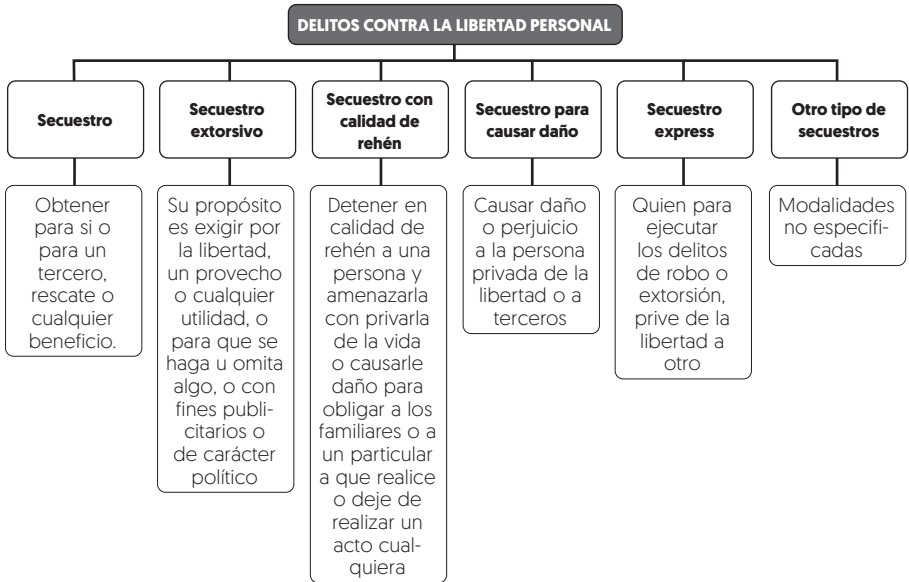 DELITOS CONTRA LA LIBERTAD PERSONAL
Secuestro
Obtener
para si o
para un
tercero,
rescate o
cualquier
beneficio.
Secuestro
extorsivo
Su propósito
es exigir por
la libertad,
un provecho
o cualquier
utilidad, o
para que se
haga u omita
algo, o con
fines publi-
citarios o
de carácter
político
Secuestro con
calidad de
rehén
Detener en
calidad de
rehén a una
persona y
amenazarla
con privarla
de la vida
o causarle
daño para
obligar a los
familiares o a
un particular
a que realice
o deje de
realizar un
acto cual-
quiera
Secuestro para
causar daño
Causar daño
o perjuicio
a la persona
privada de la
libertad o a
terceros
Secuestro
express
Quien para
ejecutar
los delitos
de robo o
extorsión,
prive de la
libertad a
otro
Otro tipo de
secuestros
Modalidades
no especifi-
cadas